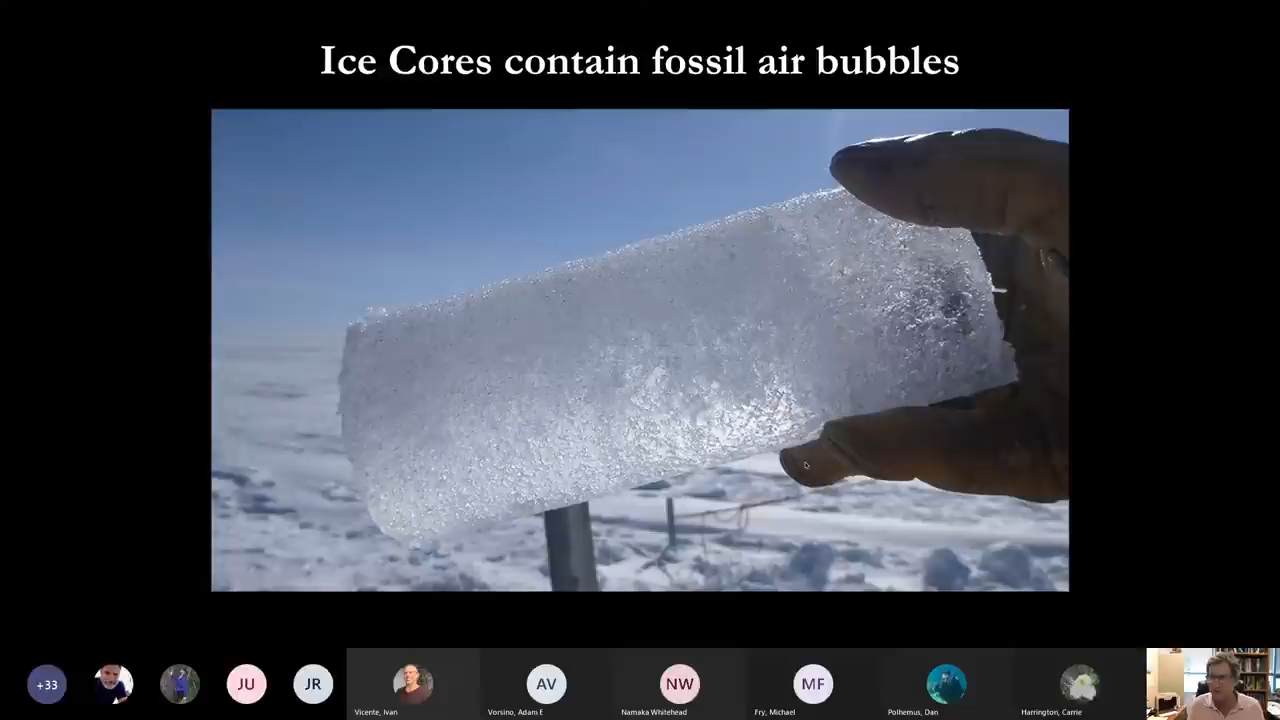 Ice Cores contain fossil air bubbles
+33
JU
JR
AV
NW
MF
Vicente, Ivan
Vorsino, Adam E
Namaka Whitehead
Fry, Michael
Polhemus, Dan
Harrington, Carrie